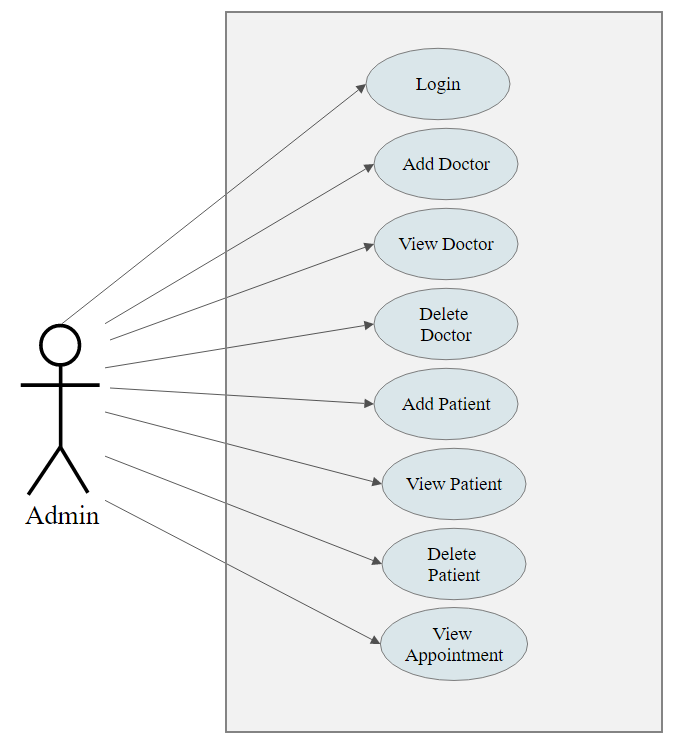 Login
Add Doctor
View Doctor
Delete
Doctor
Add Patient
View Patient
Delete
Patient
View
Appointment
Admin